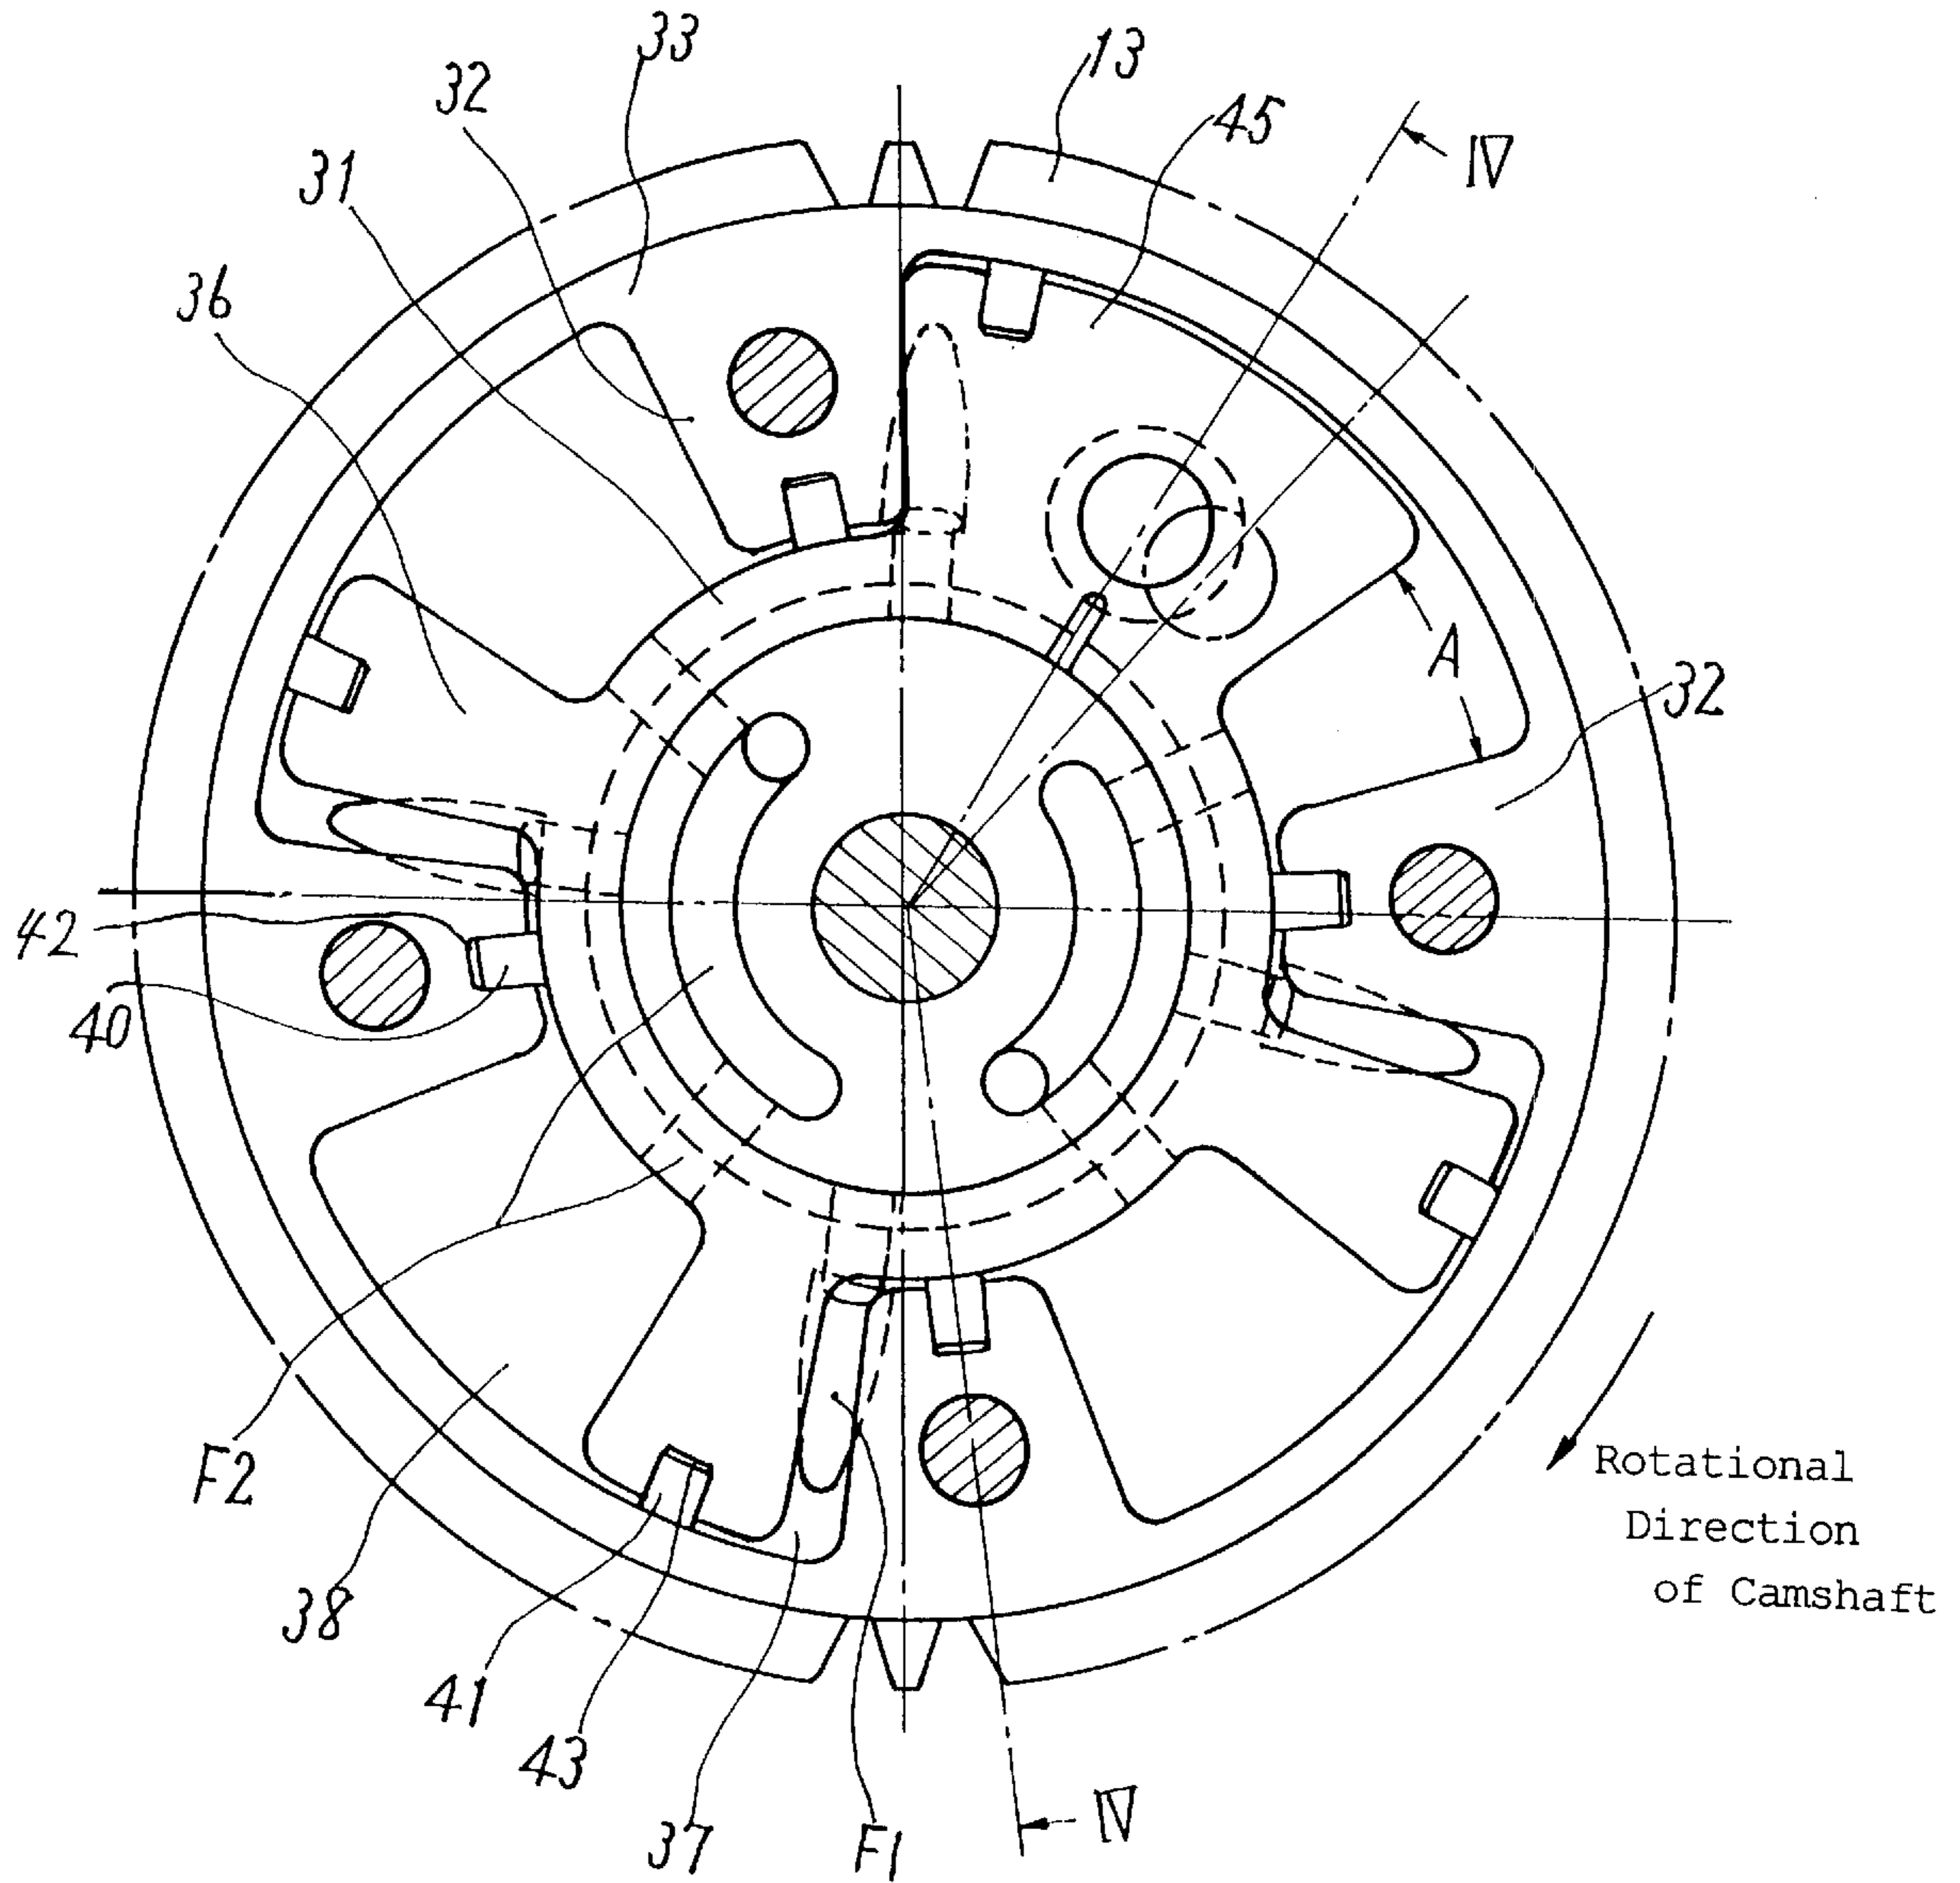 33
13
32
45
IV
31
36
A
32
42
40
F2
38
41
43
37
F1
IV
Rotational
Direction
of Camshaft